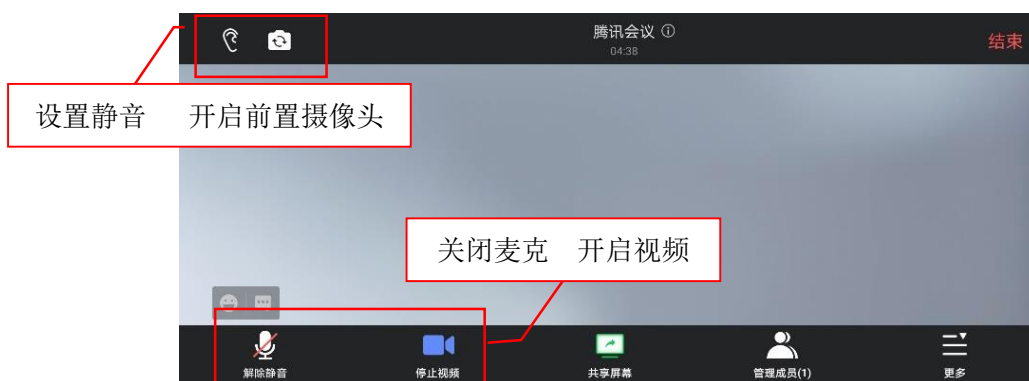 腾讯会议
04:38
结束
设置静音 开启前置摄像头
关闭麦克 开启视频
解除静音
停止视频
共享屏幕
管理成员(1)
更多